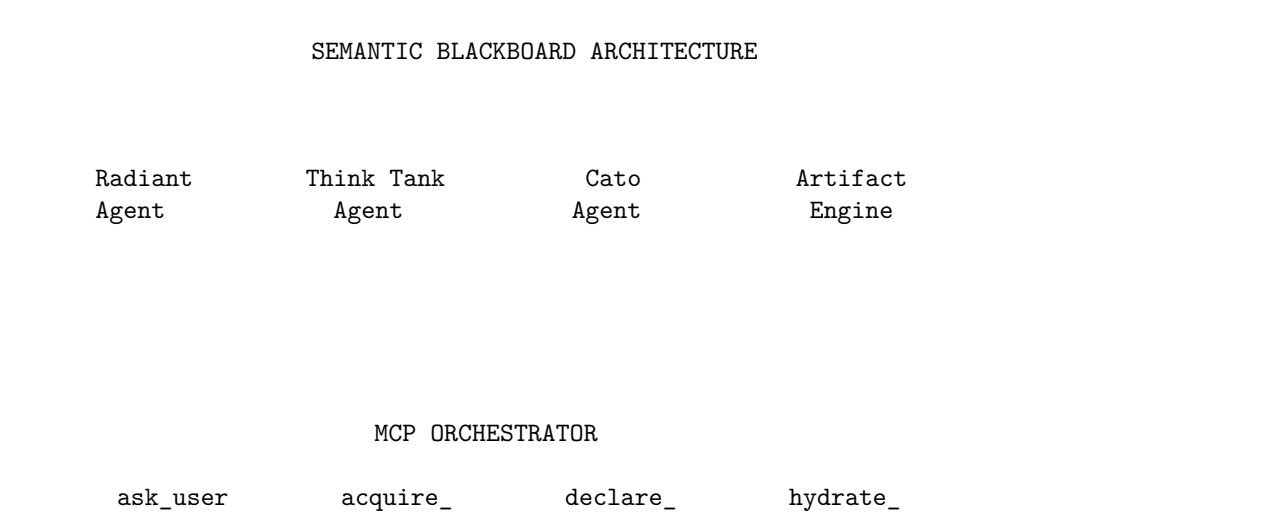 SEMANTIC BLACKBOARD ARCHITECTURE
Radiant Think Tank Cato Artifact
Agent Agent Agent Engine
MCP ORCHESTRATOR
ask_user acquire_ declare_ hydrate_